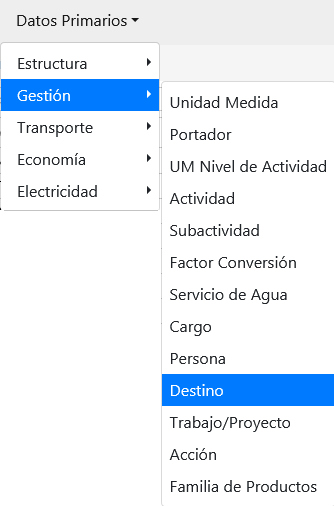 Datos Primarios
Estructura
Gestión
Transporte
Economía
Electricidad
Unidad Medida
Portador
UM Nivel de Actividad
Actividad
Subactividad
Factor Conversión
Servicio de Agua
Cargo
Persona
Destino
Trabajo/Proyecto
Acción
Familia de Productos